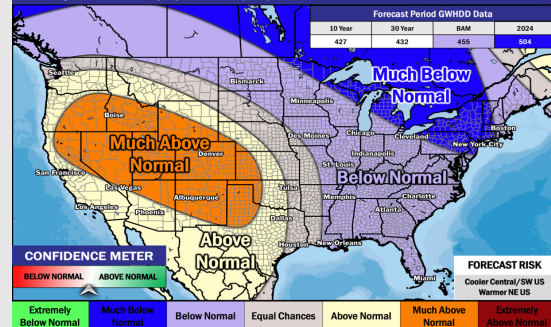 Forecast Period GWHDD Data
10 Year 30 Year BAM 2024
427 432 455 504
Seattle
Bismarck
Much Below
Normal
Minneapolis
Boise
Boston
Des Moines
Chicago
Cleveland
New York City
Much Above
Normal
Denver
Indianapolis
San Francisco
St. Louis
Below Normal
Las Vegas
Tulsa
Memphis
Charlotte
Los Angeles
Albuquerque
Phoenix
Dallas
Atlanta
Above
Normal
Houston
New Orleans
CONFIDENCE METER
BELOW NORMAL
ABOVE NORMAL
Miami
FORECAST RISK
Cooler Central/SW US
Warmer NE US
Extremely
Below Normal
Much Below
Normal
Below Normal
Equal Chances
Above Normal
Much Above
Normal
Extremely
Above Normal